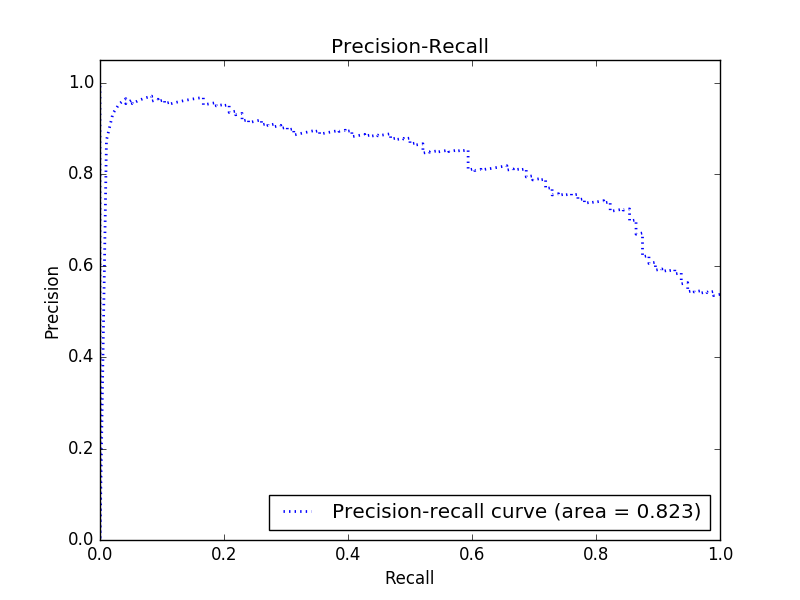 Precision-Recall
1.0
0.8
0.6
0.4
0.2
0.0
Precision
0.0 0.2 0.4 0.6 0.8 1.0
Recall
Precision-recall curve (area = 0.823)